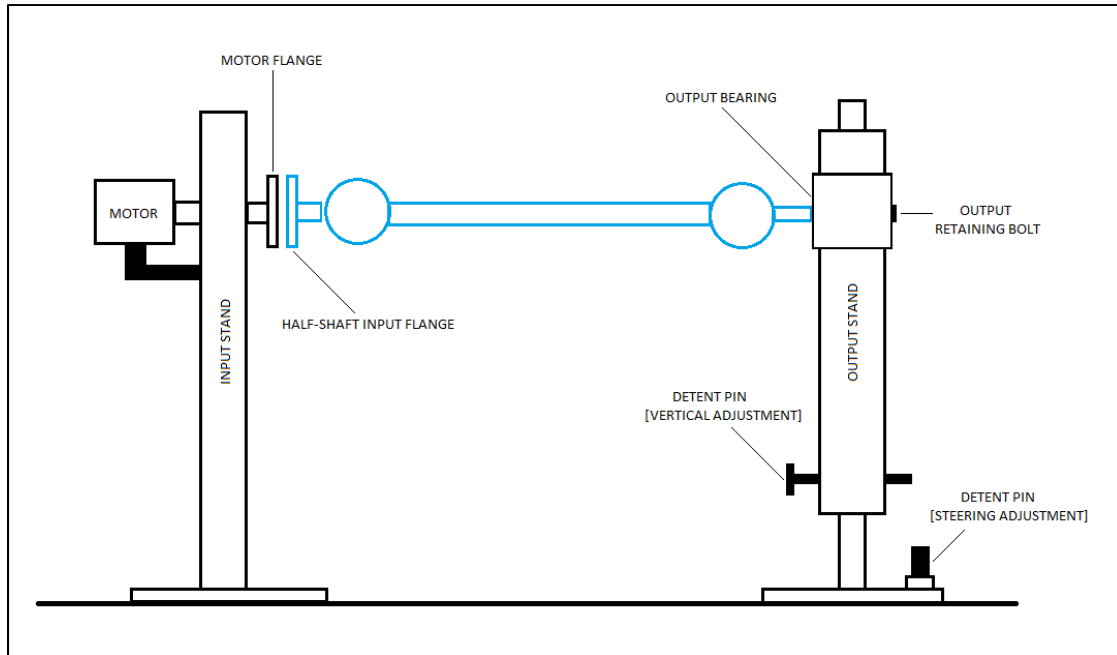 MOTOR FLANGE
OUTPUT BEARING
MOTOR
OUTPUT
RETAINING BOLT
INPUT STAND
OUTPUT STAND
HALF-SHAFT INPUT FLANGE
DETENT PIN
[VERTICAL ADJUSTMENT]
DETENT PIN
[STEERING ADJUSTMENT]